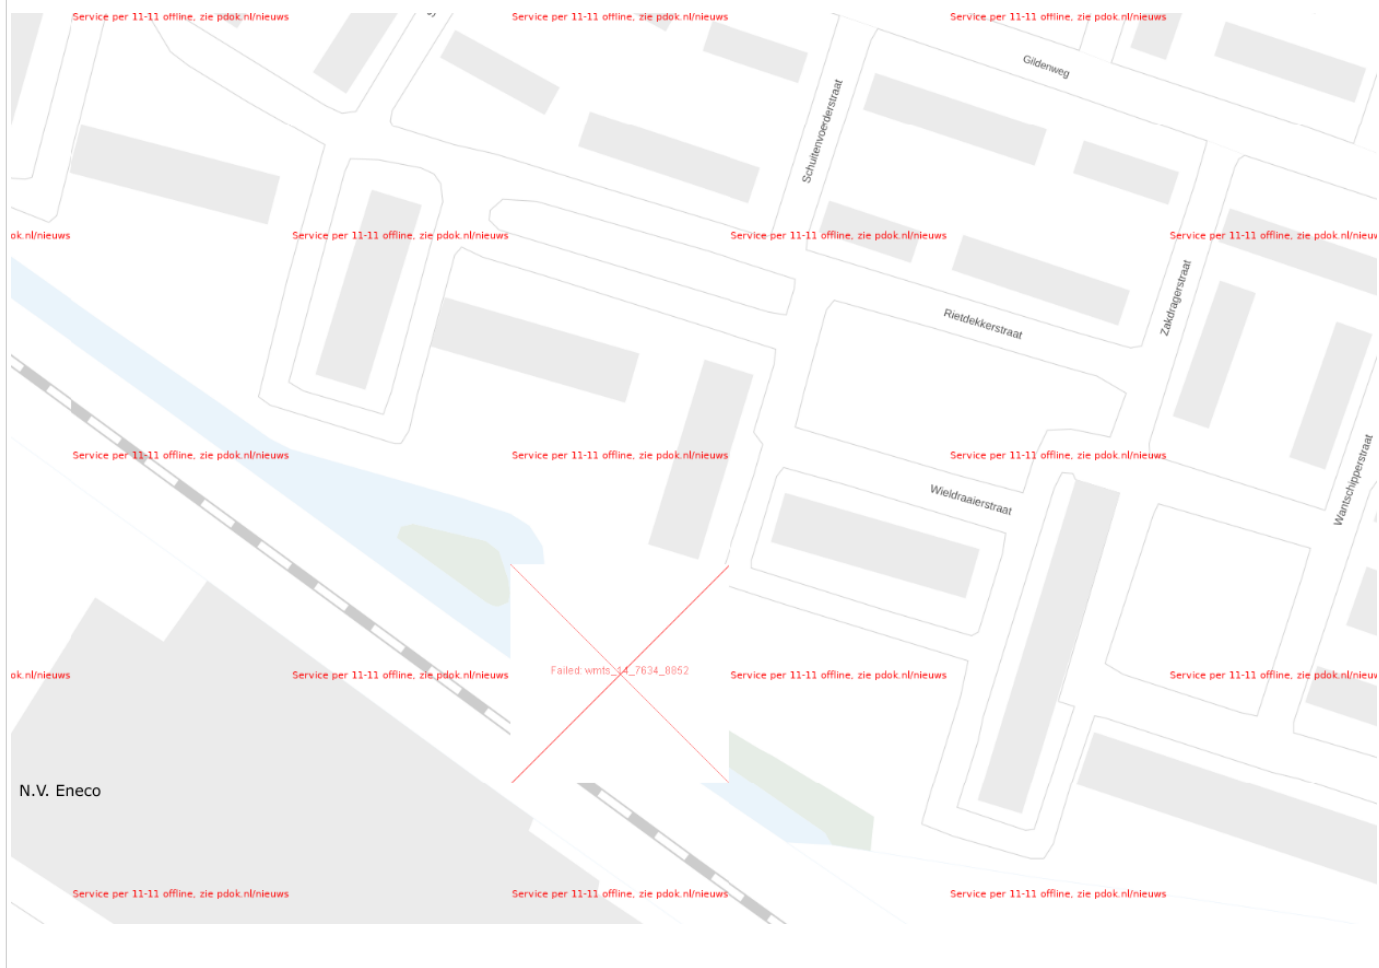 Service per 11-11 offline, zie pdok.nl/nieuws
Service per 11-11 offline, zie pdok.nl/nieuws
Service per 11-11 offline, zie pdok.nl/nieuws
Gildenweg
Schuitenvoerderstraat
ok.nl/nieuws
Service per 11-11 offline, zie pdok.nl/nieuws
Service per 11-11 offline, zie pdok.nl/nieuws
Service per 11-11 offline, zie pdok.nl/nieuw
Zakdragerstraat
Rietdekkerstraat
Service per 11-11 offline, zie pdok.nl/nieuws
Service per 11-11 offline, zie pdok.nl/nieuws
Service per 11-11 offline, zie pdok.nl/nieuws
Wantschipperstraat
Wieldraaierstraat
ok.nl/nieuws
Service per 11-11 offline, zie pdok.nl/nieuws
Failed: wmts_14_7634_8852
Service per 11-11 offline, zie pdok.nl/nieuws
Service per 11-11 offline, zie pdok.nl/nieuw
N.V. Eneco
Service per 11-11 offline, zie pdok.nl/nieuws
Service per 11-11 offline, zie pdok.nl/nieuws
Service per 11-11 offline, zie pdok.nl/nieuws